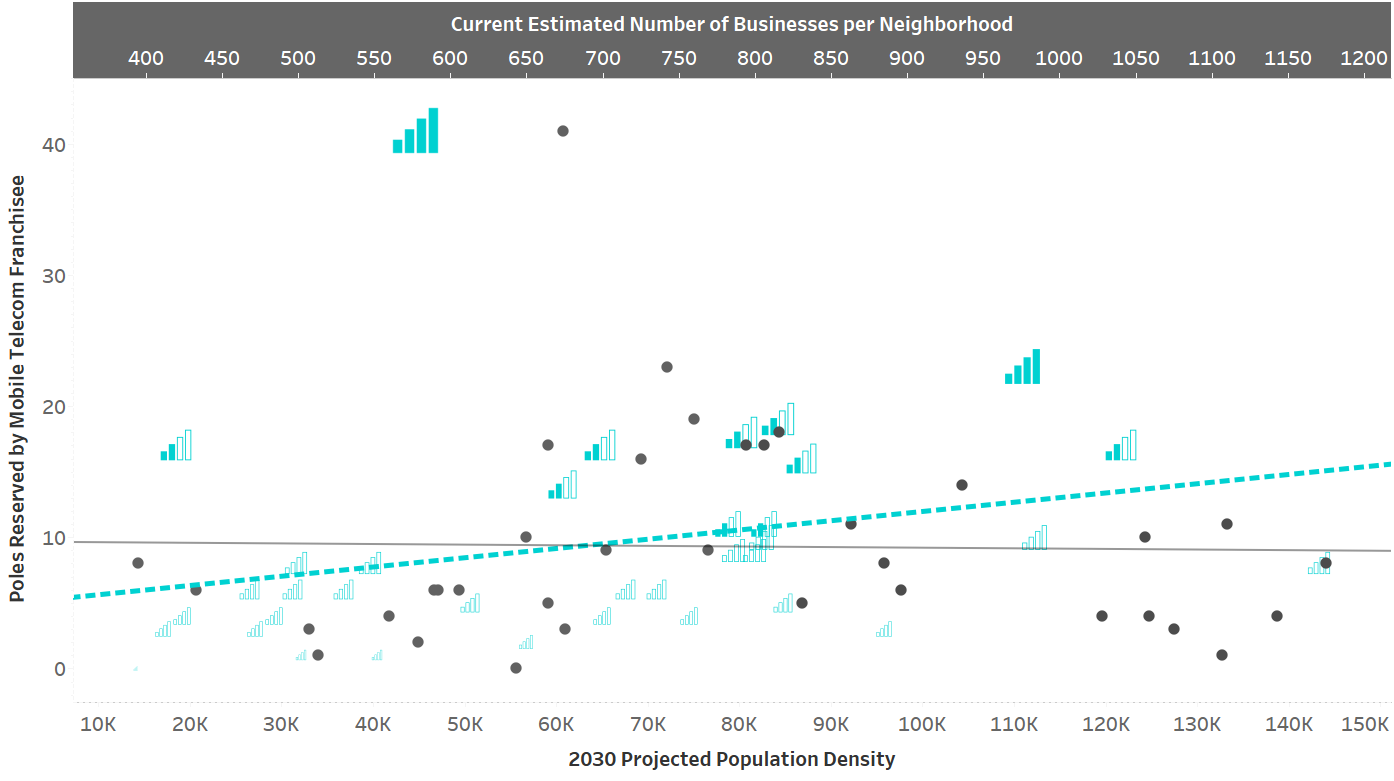 Current Estimated Number of Businesses per Neighborhood
400 450 500 550 600 650 700 750 800 850 900 950 1000 1050 1100 1150 1200
Poles Reserved by Mobile Telecom Franchisee
40
30
20
10
0
10K 20K 30K 40K 50K 60K 70K 80K 90K 100K 110K 120K 130K 140K 150K
2030 Projected Population Density